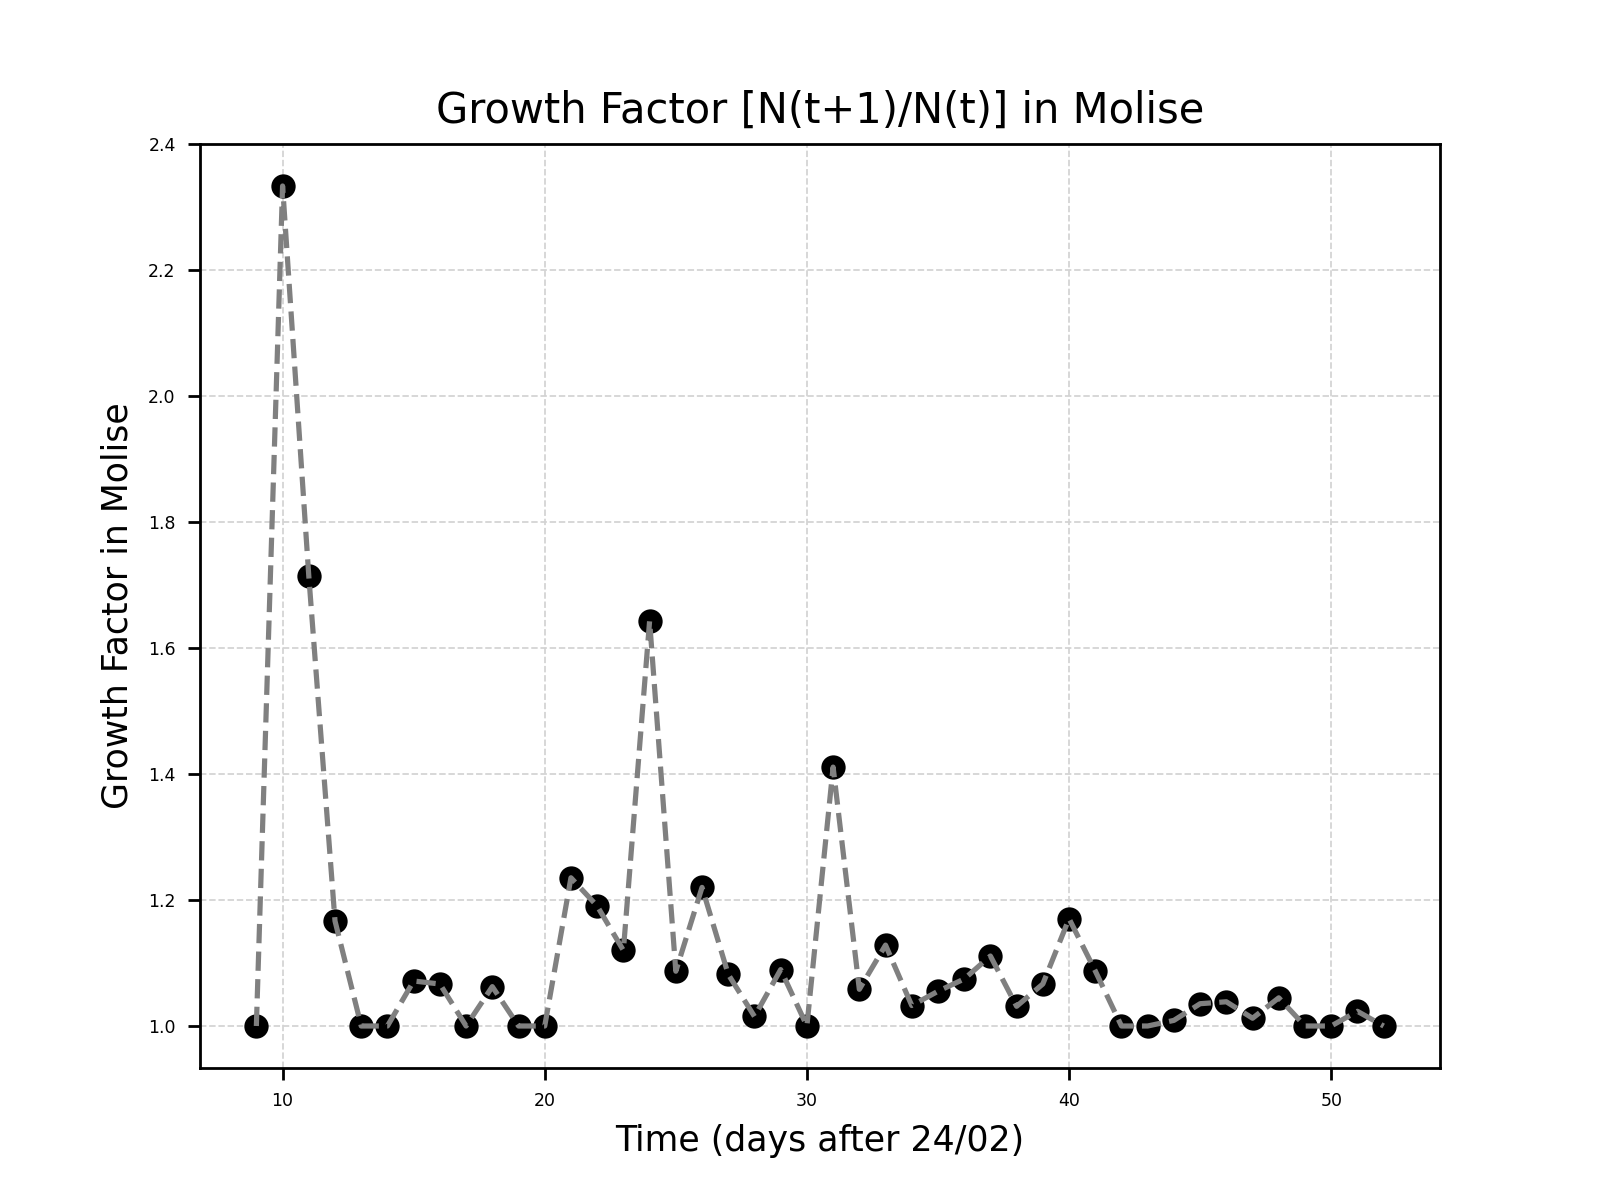 Growth Factor [N(t+1)/N(t)] in Molise
2.4
2.2
2.0
1.8
1.6
1.4
1.2
1.0
Growth Factor in Molise
10 20 30 40 50
Time (days after 24/02)